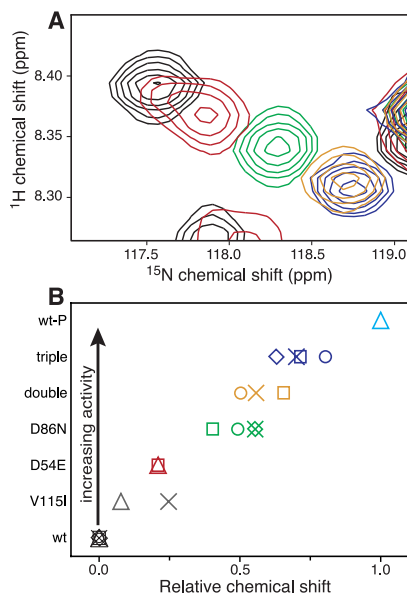 A
¹H chemical shift (ppm)
8.40
8.35
8.30
117.5
118.0
118.5
119.0
¹⁵N chemical shift (ppm)
B
wt-P
triple
double
D86N
D54E
V115I
wt
increasing activity
0.0
0.5
1.0
Relative chemical shift